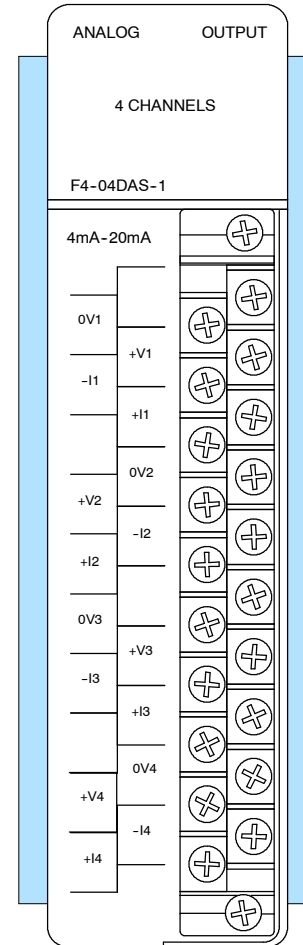 ANALOG OUTPUT
4 CHANNELS
F4-04DAS-1
4mA-20mA
0V1
+V1
-I1
+I1
0V2
+V2
-I2
+I2
0V3
+V3
-I3
+I3
0V4
+V4
-I4
+I4